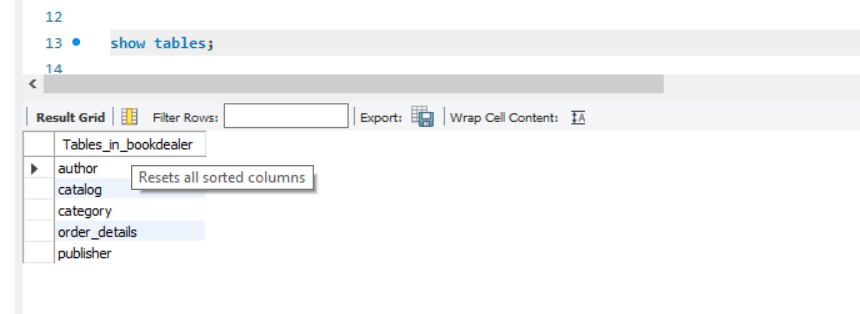 12
13 show tables;
14
Result Grid Filter Rows: Export: Wrap Cell Content: IA
Tables_in_bookdealer
author
Resets all sorted columns
catalog
category
order_details
publisher